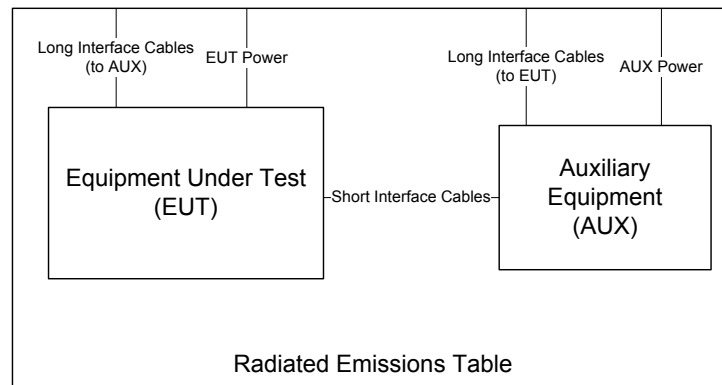 Long Interface Cables
(to AUX)
EUT Power
Long Interface Cables
(to EUT)
AUX Power
Equipment Under Test
(EUT)
Short Interface Cables
Auxiliary
Equipment
(AUX)
Radiated Emissions Table